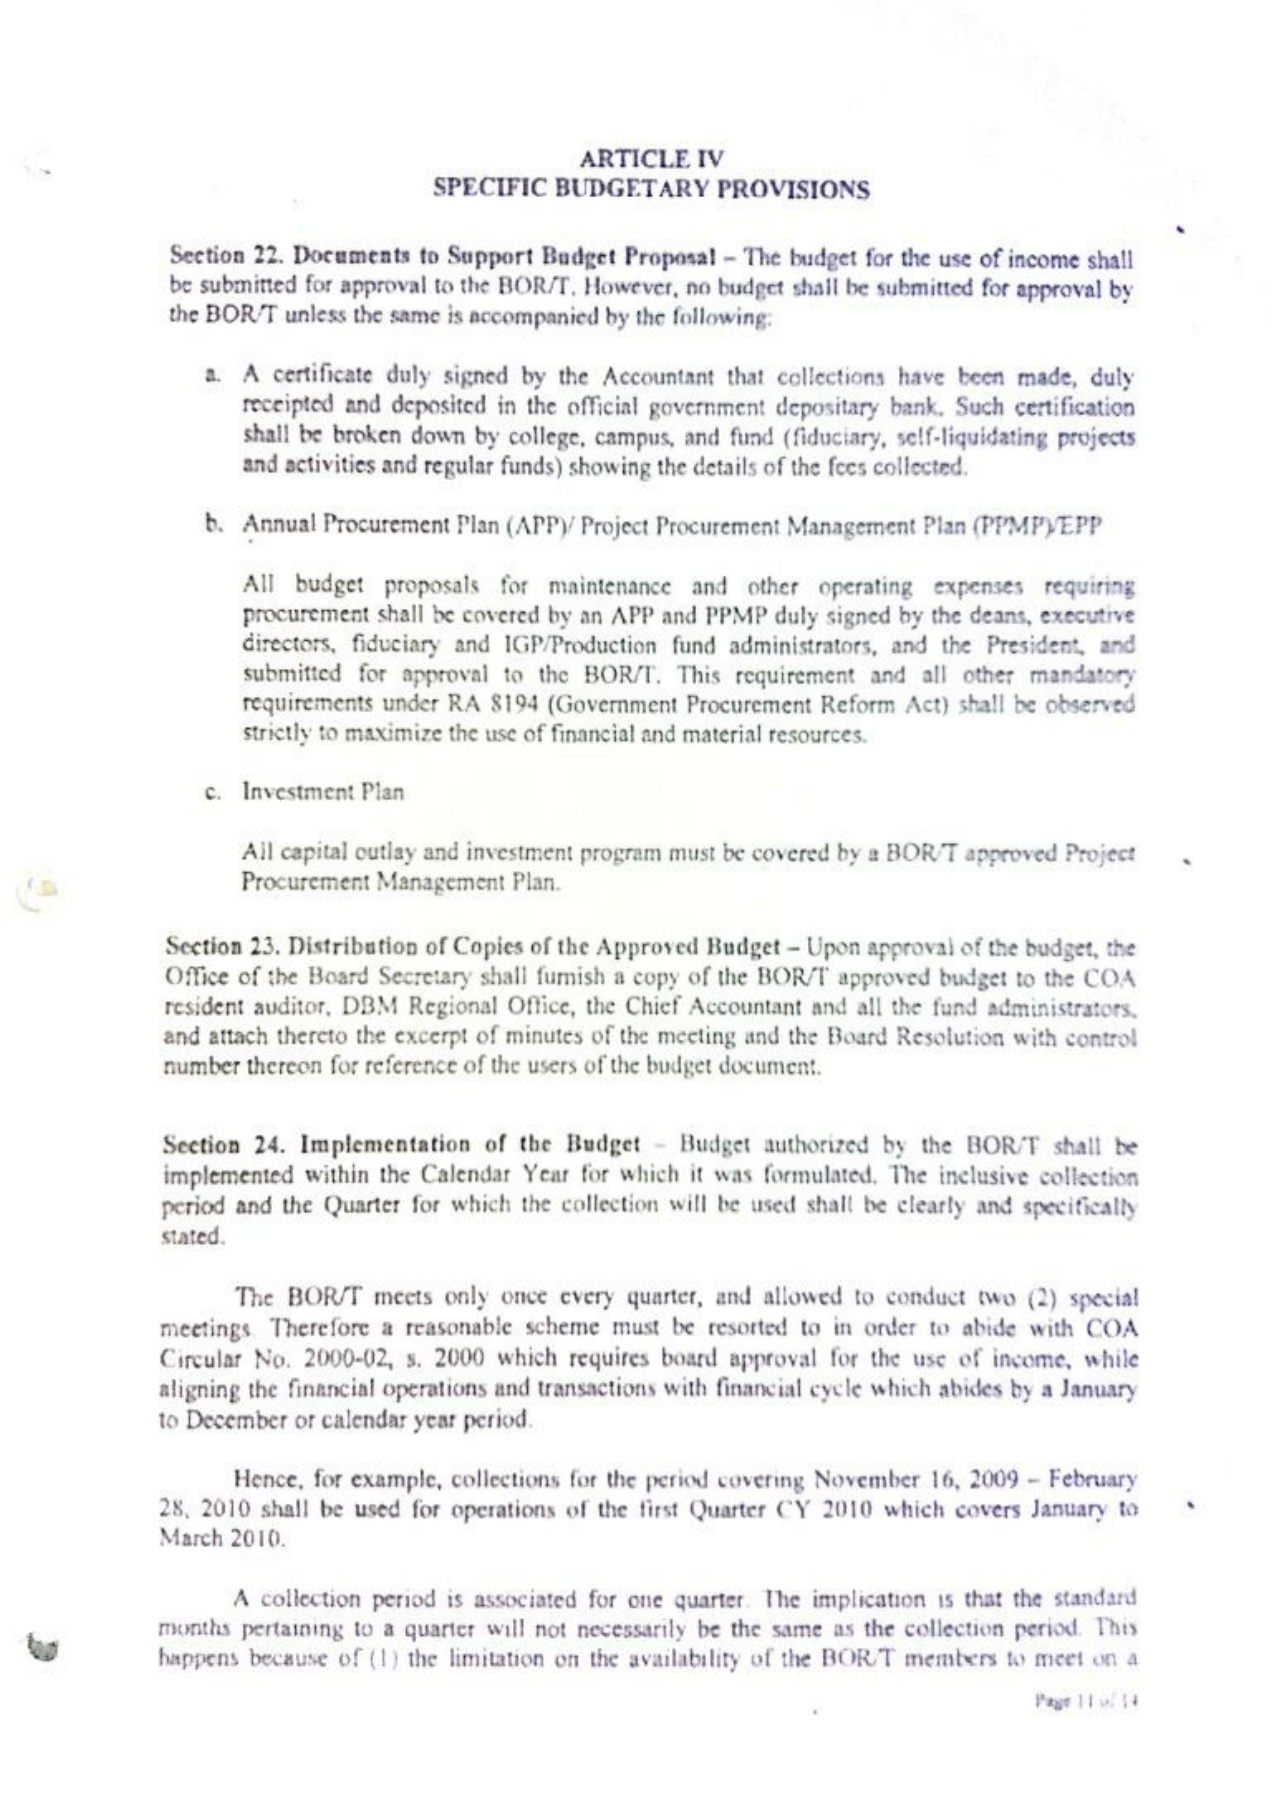 ARTICLE IV
SPECIFIC BUDGETARY PROVISIONS
Section 22. Documents to Support Budget Proposal – The budget for the use of income shall
be submitted for approval to the BOR/T. However, no budget shall be submitted for approval by
the BOR/T unless the same is accompanied by the following:
a. A certificate duly signed by the Accountant that collections have been made, duly
receipted and deposited in the official government depositary bank. Such certification
shall be broken down by college, campus, and fund (fiduciary, self-liquidating projects
and activities and regular funds) showing the details of the fees collected.
b. Annual Procurement Plan (APP)/ Project Procurement Management Plan (PPMP)/EPP
All budget proposals for maintenance and other operating expenses requiring
procurement shall be covered by an APP and PPMP duly signed by the deans, executive
directors, fiduciary and IGP/Production fund administrators, and the President, and
submitted for approval to the BOR/T. This requirement and all other mandatory
requirements under RA 8194 (Government Procurement Reform Act) shall be observed
strictly to maximize the use of financial and material resources.
c. Investment Plan
All capital outlay and investment program must be covered by a BOR/T approved Project
Procurement Management Plan.
Section 23. Distribution of Copies of the Approved Budget – Upon approval of the budget, the
Office of the Board Secretary shall furnish a copy of the BOR/T approved budget to the COA
resident auditor, DBM Regional Office, the Chief Accountant and all the fund administrators,
and attach thereto the excerpt of minutes of the meeting and the Board Resolution with control
number thereon for reference of the users of the budget document.
Section 24. Implementation of the Budget – Budget authorized by the BOR/T shall be
implemented within the Calendar Year for which it was formulated. The inclusive collection
period and the Quarter for which the collection will be used shall be clearly and specifically
stated.
The BOR/T meets only once every quarter, and allowed to conduct two (2) special
meetings. Therefore a reasonable scheme must be resorted to in order to abide with COA
Circular No. 2000-02, s. 2000 which requires board approval for the use of income, while
aligning the financial operations and transactions with financial cycle which abides by a January
to December or calendar year period.
Hence, for example, collections for the period covering November 16, 2009 – February
28, 2010 shall be used for operations of the first Quarter CY 2010 which covers January to
March 2010.
A collection period is associated for one quarter. The implication is that the standard
months pertaining to a quarter will not necessarily be the same as the collection period. This
happens because of (1) the limitation on the availability of the BOR/T members to meet on a
Page 11 of 14